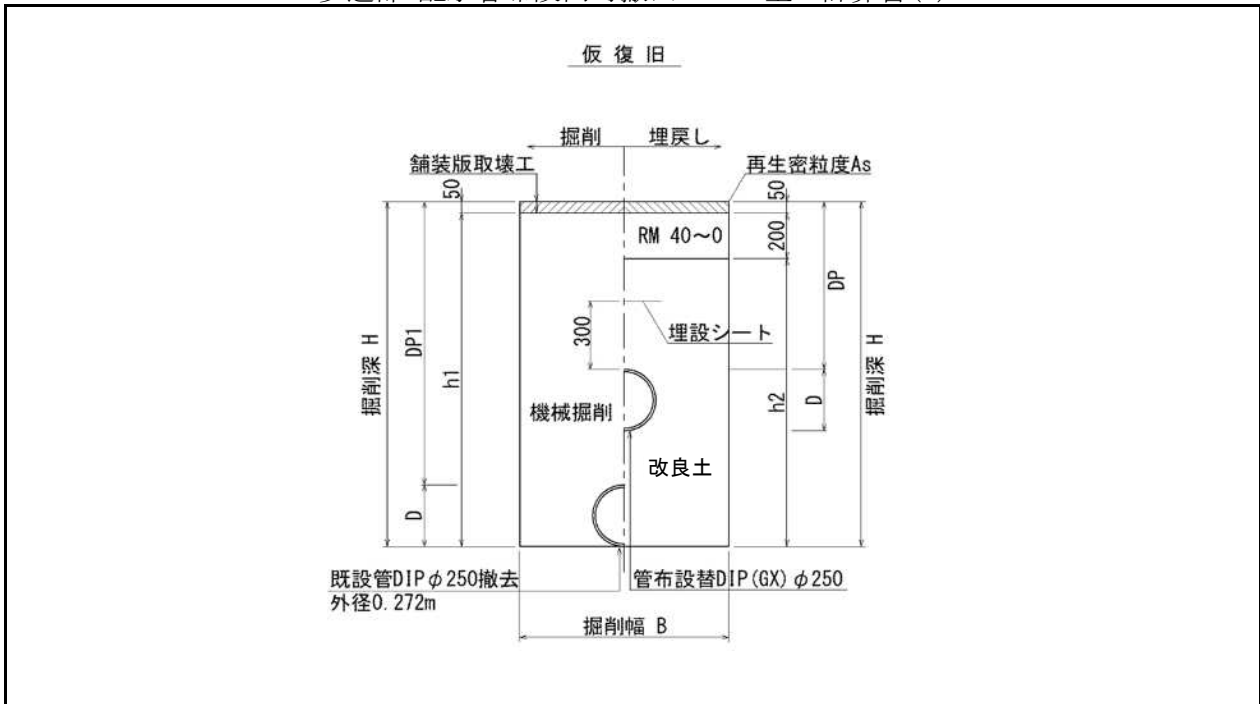 仮 復 旧
掘削 埋戻し
舗装版取壊工
再生密粒度As
50
50
RM 40～0
200
DP
300
埋設シート
掘削深 H
DP1
h1
機械掘削
h2
D
掘削深 H
改良土
D
既設管DIPφ250撤去
外径0.272m
管布設替DIP(GX)φ250
掘削幅 B